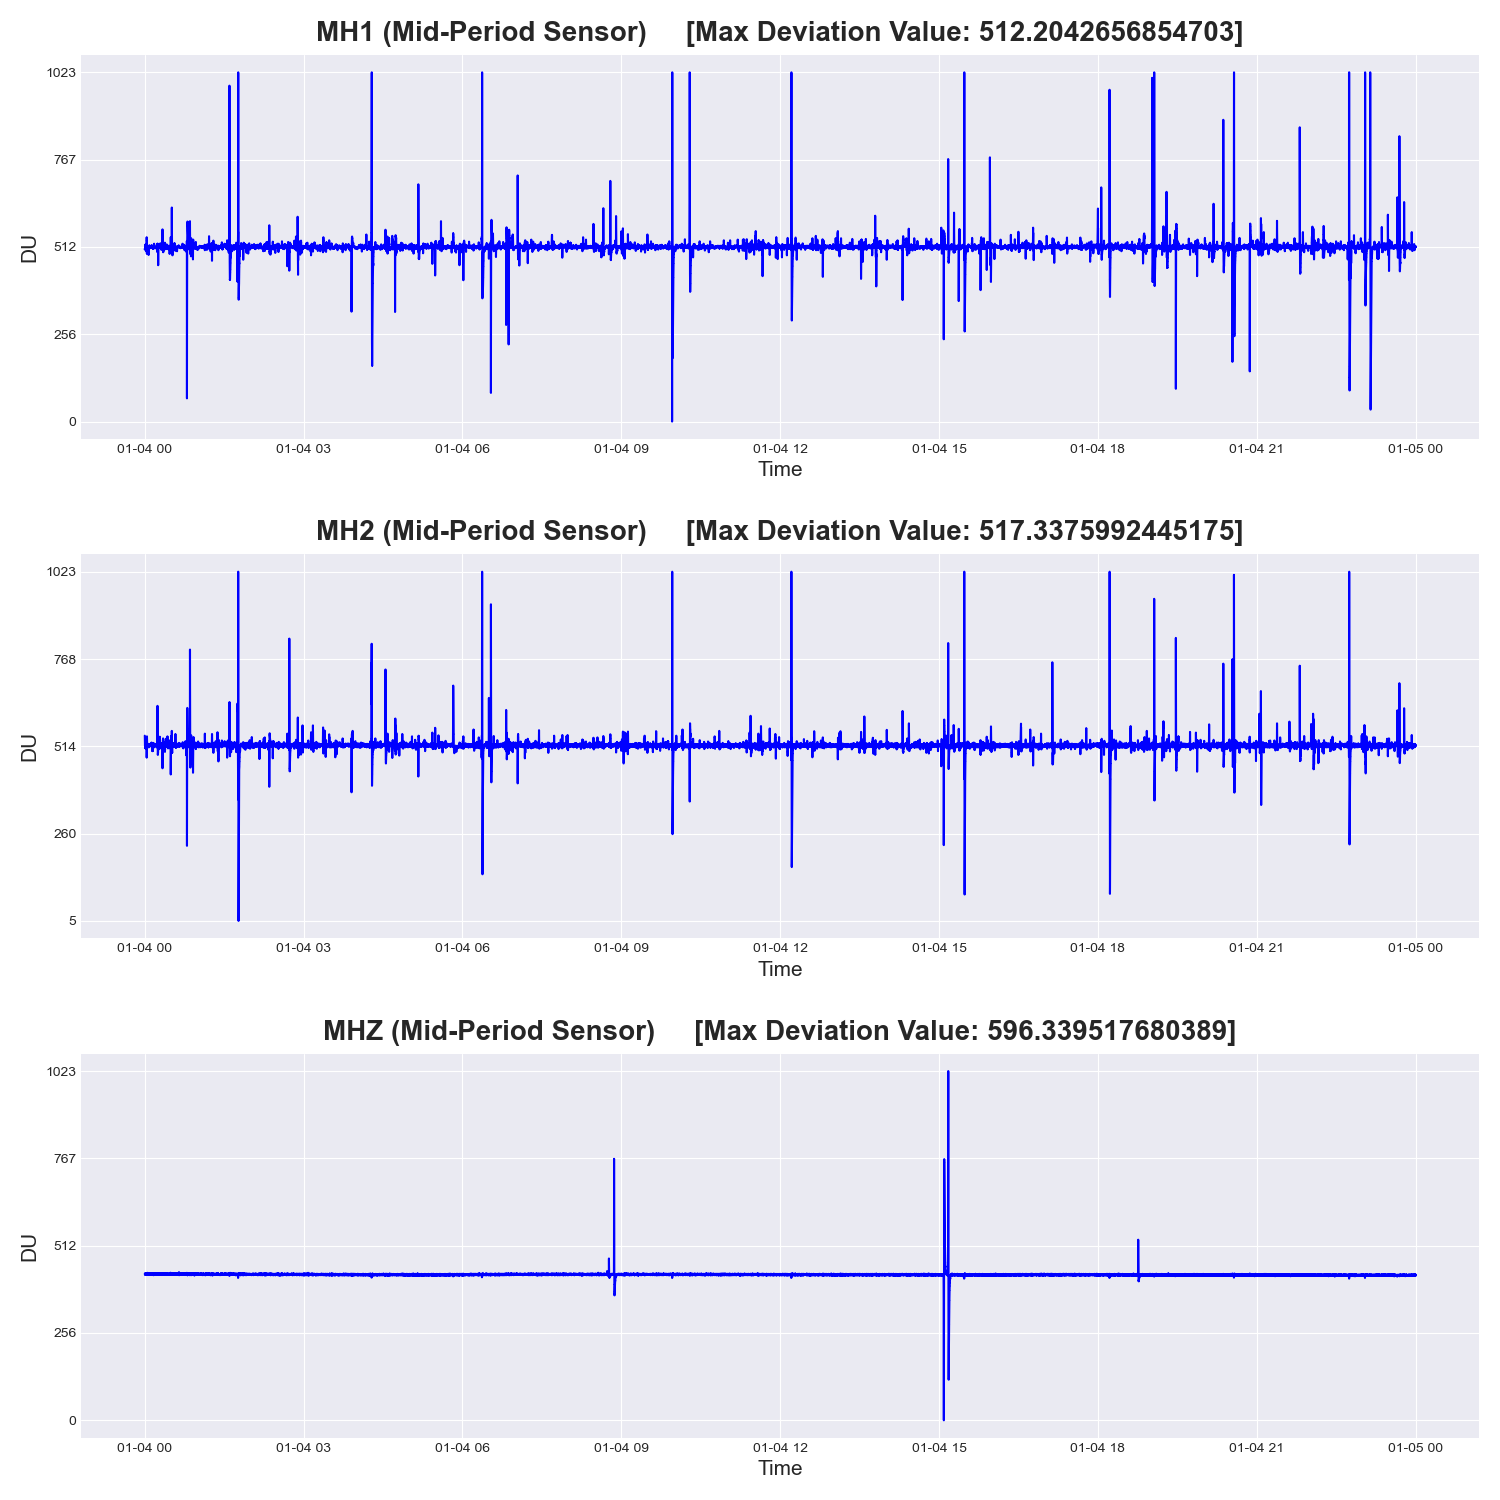 MH1 (Mid-Period Sensor) [Max Deviation Value: 512.2042656854703]
1023
767
512
256
0
DU
01-04 00 01-04 03 01-04 06 01-04 09 01-04 12 01-04 15 01-04 18 01-04 21 01-05 00
Time
MH2 (Mid-Period Sensor) [Max Deviation Value: 517.3375992445175]
1023
768
514
260
5
DU
01-04 00 01-04 03 01-04 06 01-04 09 01-04 12 01-04 15 01-04 18 01-04 21 01-05 00
Time
MHZ (Mid-Period Sensor) [Max Deviation Value: 596.339517680389]
1023
767
512
256
0
DU
01-04 00 01-04 03 01-04 06 01-04 09 01-04 12 01-04 15 01-04 18 01-04 21 01-05 00
Time